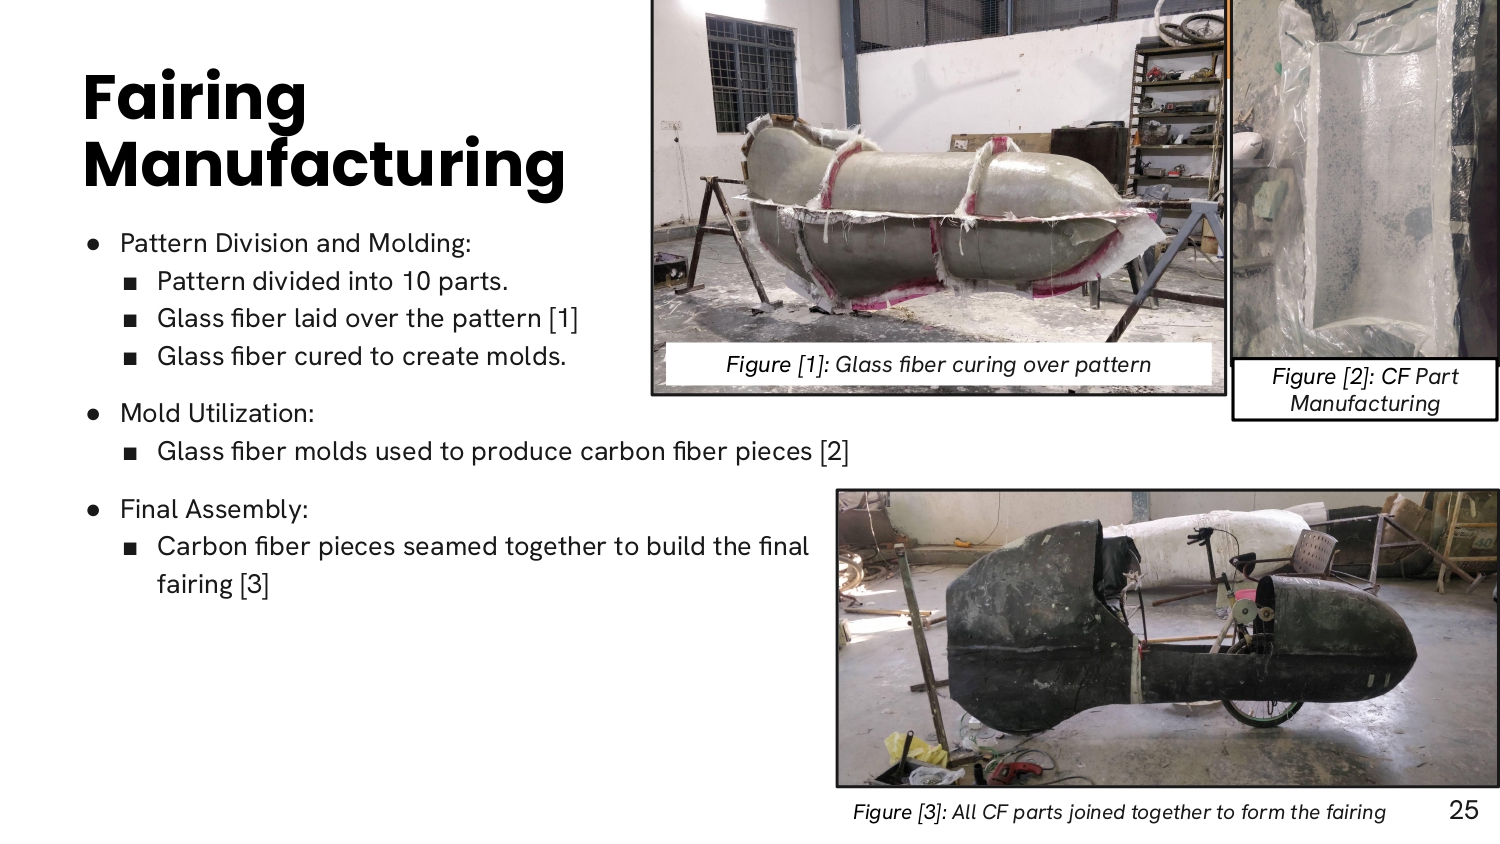 Fairing
Manufacturing
● Pattern Division and Molding:
■ Pattern divided into 10 parts.
■ Glass fiber laid over the pattern [1]
■ Glass fiber cured to create molds.
● Mold Utilization:
■ Glass fiber molds used to produce carbon fiber pieces [2]
● Final Assembly:
■ Carbon fiber pieces seamed together to build the final
fairing [3]
Figure [1]: Glass fiber curing over pattern
Figure [2]: CF Part
Manufacturing
Figure [3]: All CF parts joined together to form the fairing
25